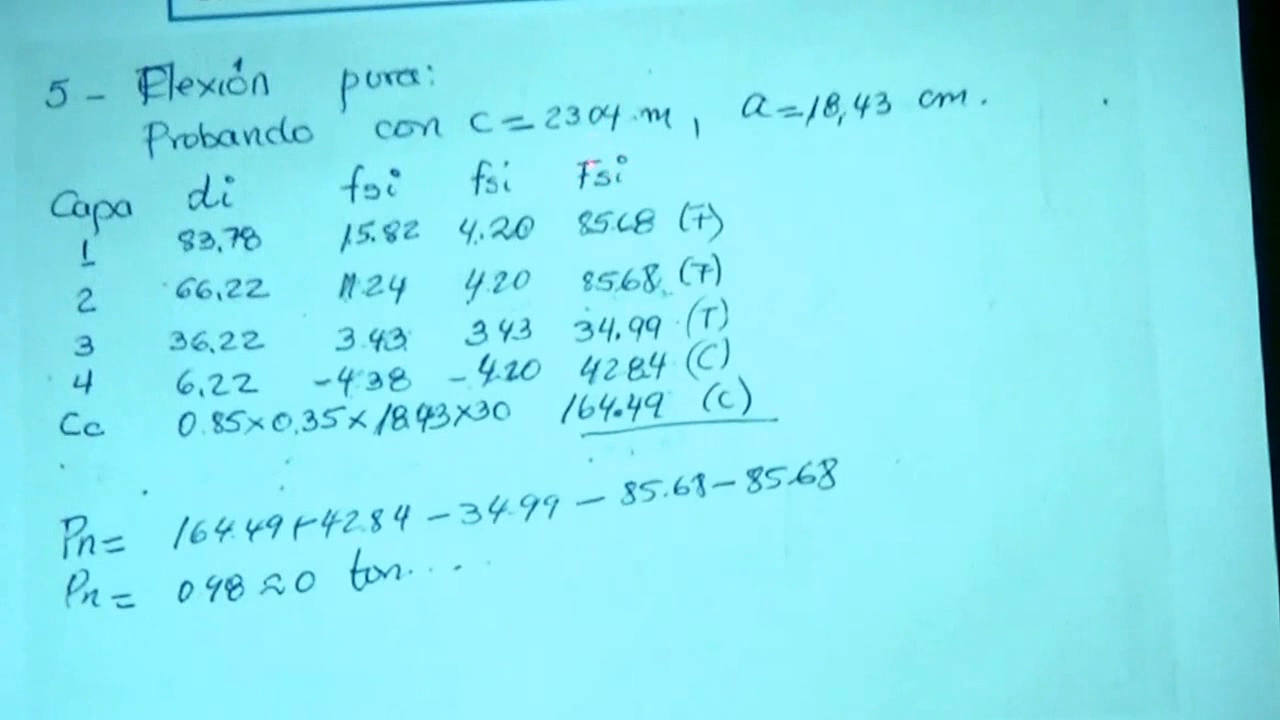 5 - Flexión pura:
Probando con c = 2304 m, a = 18,43 cm.
Capa di fsi fsi Fsi
1 83,78 15.82 4.20 85.68 (T)
2 66,22 11.24 4.20 85.68 (T)
3 36,22 3.43 3.43 34.99 (T)
4 6,22 -4.38 -4.20 42.84 (C)
Cc 0.85×0.35×18.43×30 164.49 (C)
Pn = 164.49+42.84 - 34.99 - 85.68 - 85.68
Pn = 0 98 ≈ 0 ton....